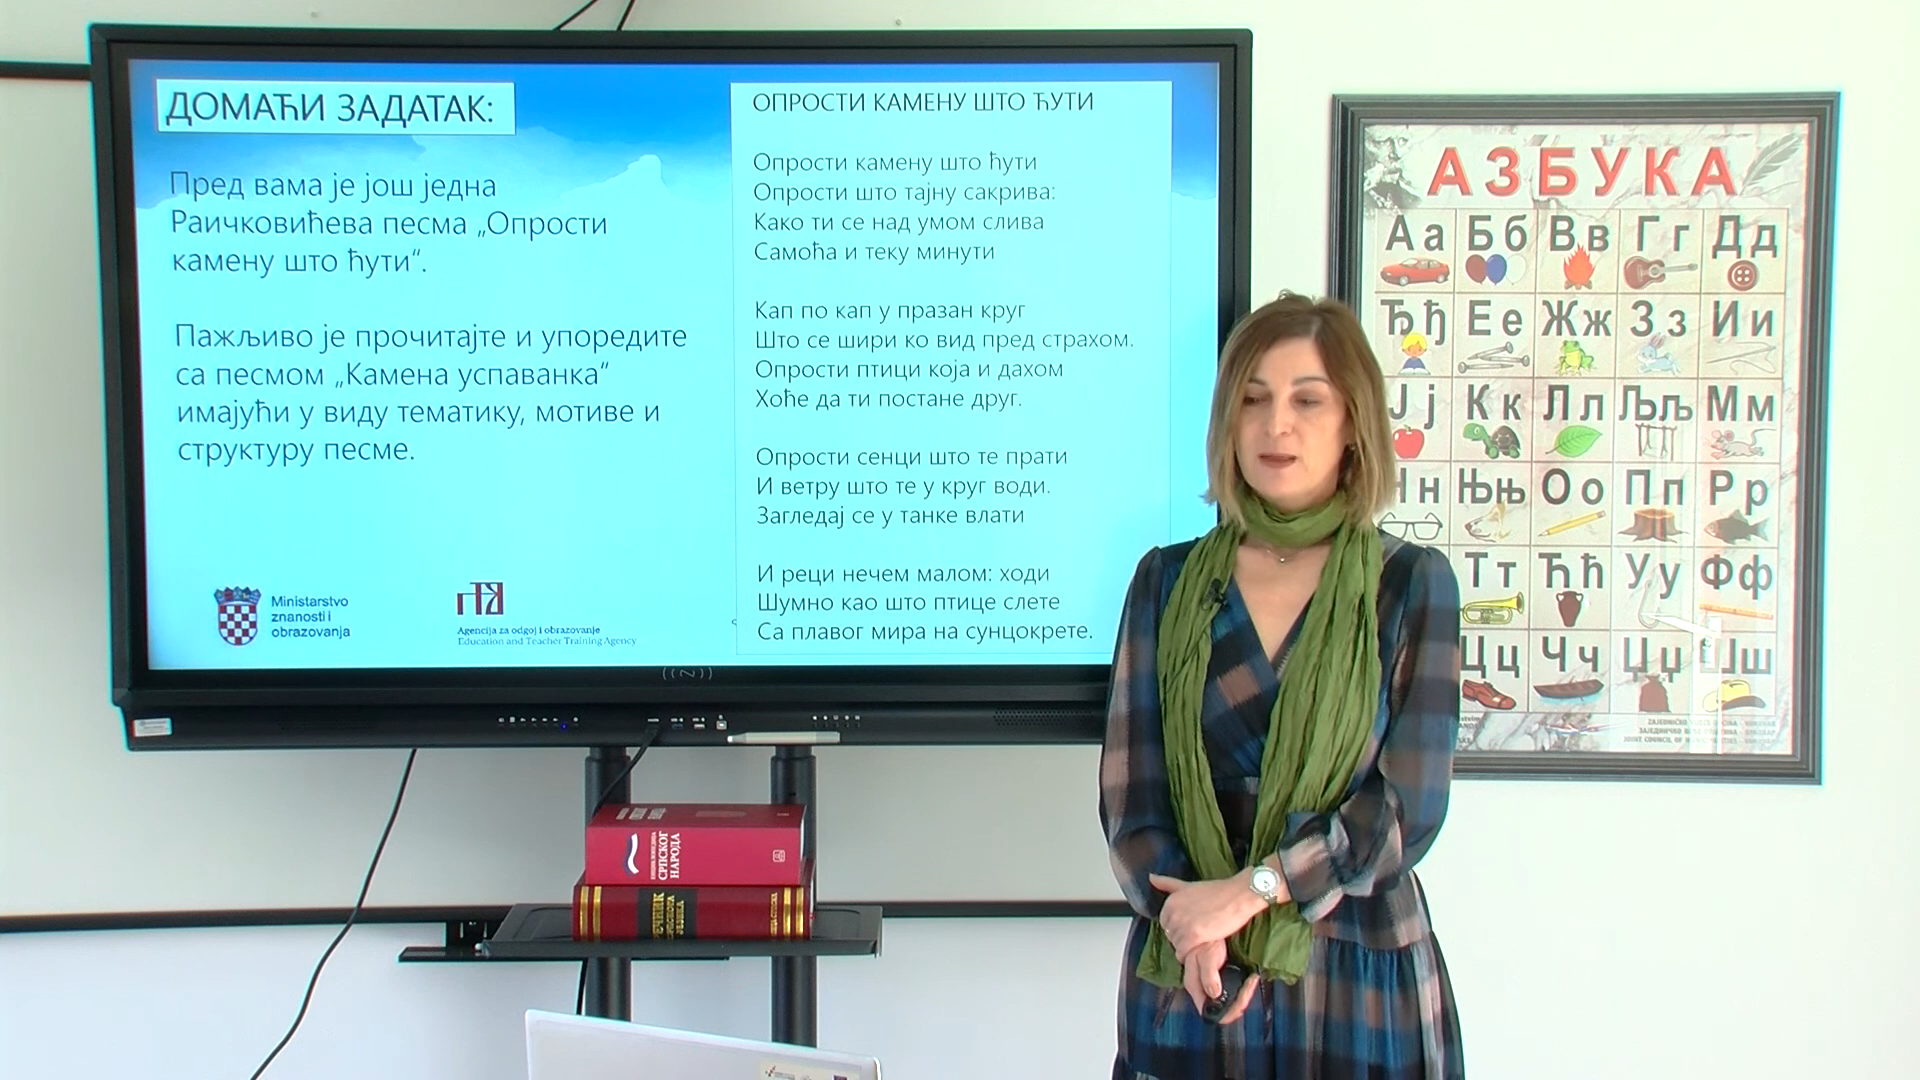 ДОМАЋИ ЗАДАТАК:
Пред вама је још једна
Раичковићева песма „Опрости
камену што ћути“.
Пажљиво је прочитајте и упоредите
са песмом „Камена успаванка“
имајући у виду тематику, мотиве и
структуру песме.
Ministarstvo
znanosti i
obrazovanja
Agencija za odgoj i obrazovanje
Education and Teacher Training Agency
ОПРОСТИ КАМЕНУ ШТО ЋУТИ
Опрости камену што ћути
Опрости што тајну сакрива:
Како ти се над умом слива
Самоћа и теку минути
Кап по кап у празан круг
Што се шири ко вид пред страхом.
Опрости птици која и дахом
Хоће да ти постане друг.
Опрости сенци што те прати
И ветру што те у круг води.
Загледај се у танке влати
И реци нечем малом: ходи
Шумно као што птице слете
Са плавог мира на сунцокрете.
АЗБУКА
Аа Бб Вв Гг Дд
Ђђ Ее Жж Зз Ии
Јј Кк Лл Љљ Мм
Нн Њњ Оо Пп Рр
Тт Ћћ Уу Фф
Цц Чч Џџ Шш
СРПСКОГ
НАРОДА